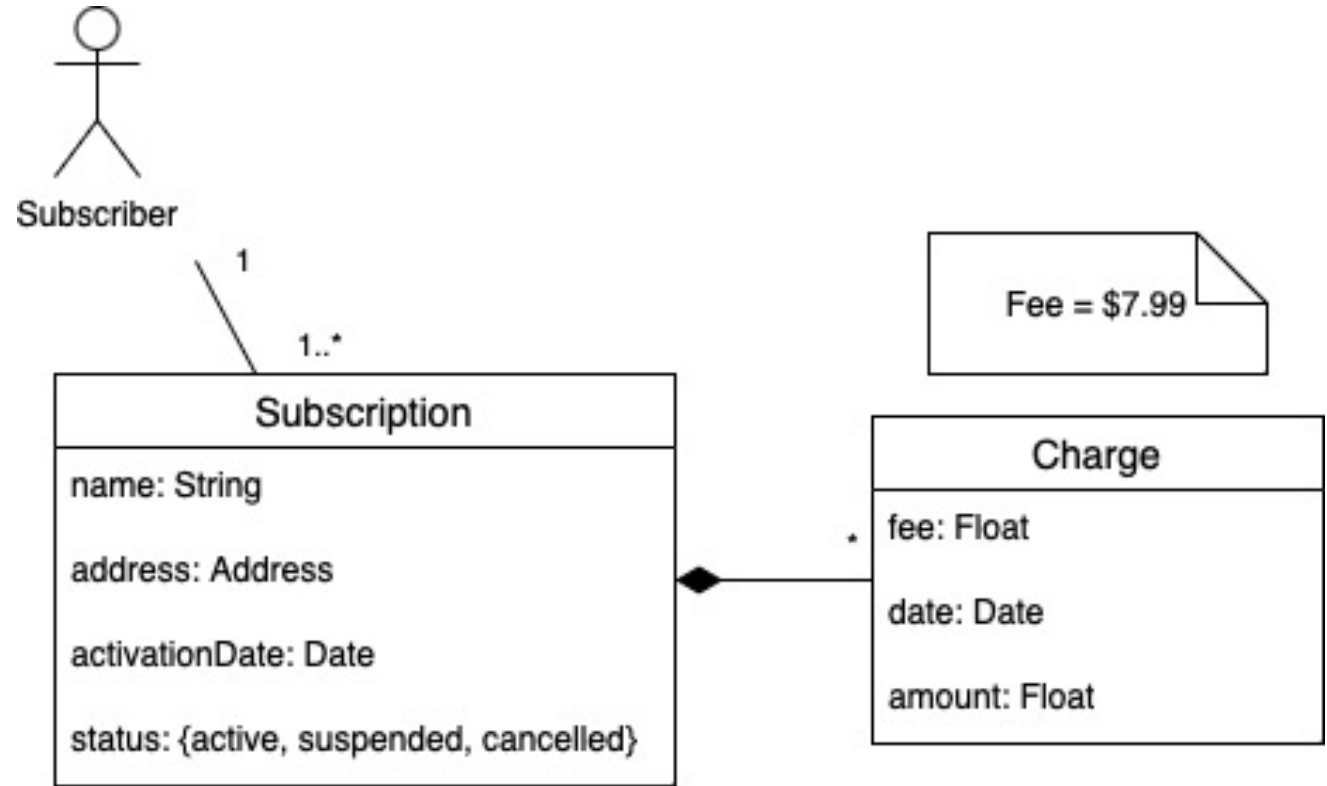 Subscriber
1
1..*
Fee = $7.99
Subscription
name: String
address: Address
activationDate: Date
status: {active, suspended, cancelled}
*
Charge
fee: Float
date: Date
amount: Float